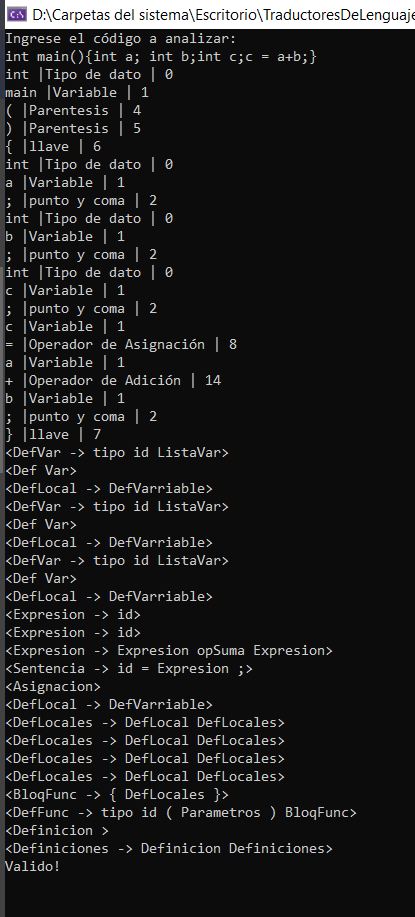 D:\Carpetas del sistema\Escritorio\TraductoresDeLenguaje
Ingrese el código a analizar:
int main(){int a; int b;int c;c = a+b;}
int |Tipo de dato | 0
main |Variable | 1
( |Parentesis | 4
) |Parentesis | 5
{ |llave | 6
int |Tipo de dato | 0
a |Variable | 1
; |punto y coma | 2
int |Tipo de dato | 0
b |Variable | 1
; |punto y coma | 2
int |Tipo de dato | 0
c |Variable | 1
; |punto y coma | 2
c |Variable | 1
= |Operador de Asignación | 8
a |Variable | 1
+ |Operador de Adición | 14
b |Variable | 1
; |punto y coma | 2
} |llave | 7
<DefVar -> tipo id ListaVar>
<Def Var>
<DefLocal -> DefVarriable>
<DefVar -> tipo id ListaVar>
<Def Var>
<DefLocal -> DefVarriable>
<DefVar -> tipo id ListaVar>
<Def Var>
<DefLocal -> DefVarriable>
<Expresion -> id>
<Expresion -> id>
<Expresion -> Expresion opSuma Expresion>
<Sentencia -> id = Expresion ;>
<Asignacion>
<DefLocal -> DefVarriable>
<DefLocales -> DefLocal DefLocales>
<DefLocales -> DefLocal DefLocales>
<DefLocales -> DefLocal DefLocales>
<DefLocales -> DefLocal DefLocales>
<BloqFunc -> { DefLocales }>
<DefFunc -> tipo id ( Parametros ) BloqFunc>
<Definicion >
<Definiciones -> Definicion Definiciones>
Valido!